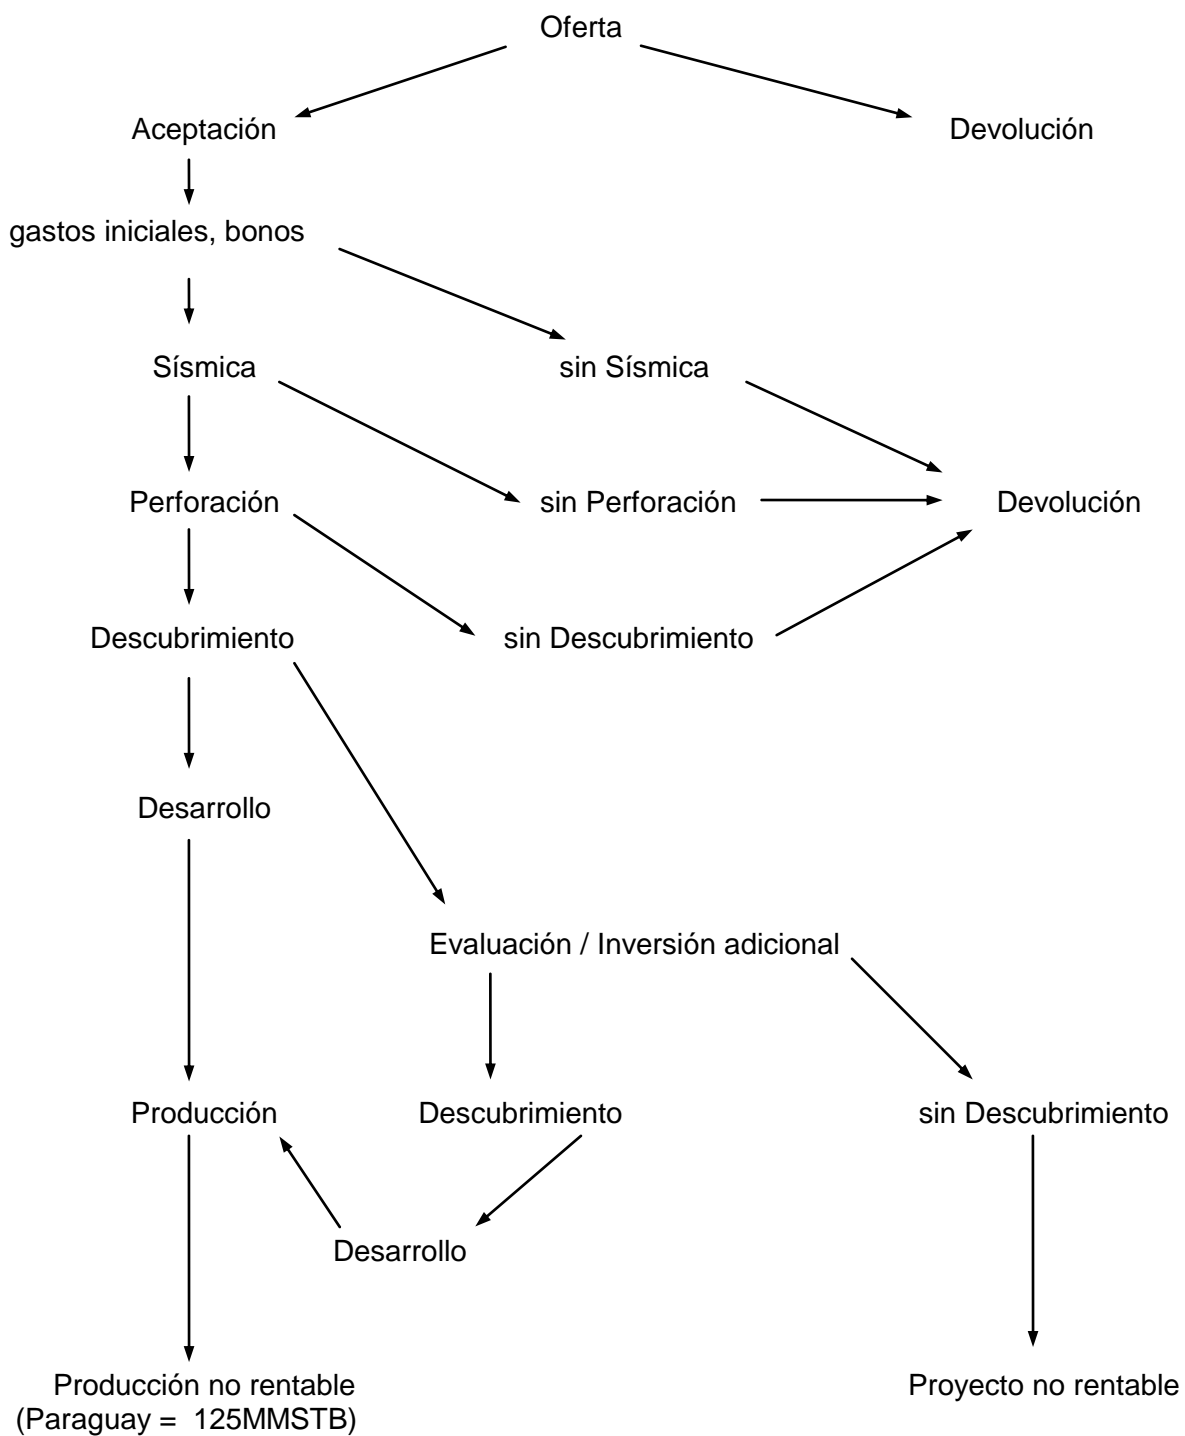 Oferta
Aceptación
Devolución
gastos iniciales, bonos
Sísmica
sin Sísmica
Perforación
sin Perforación
Devolución
Descubrimiento
sin Descubrimiento
Desarrollo
Evaluación / Inversión adicional
Producción
Descubrimiento
sin Descubrimiento
Desarrollo
Producción no rentable
(Paraguay = 125MMSTB)
Proyecto no rentable